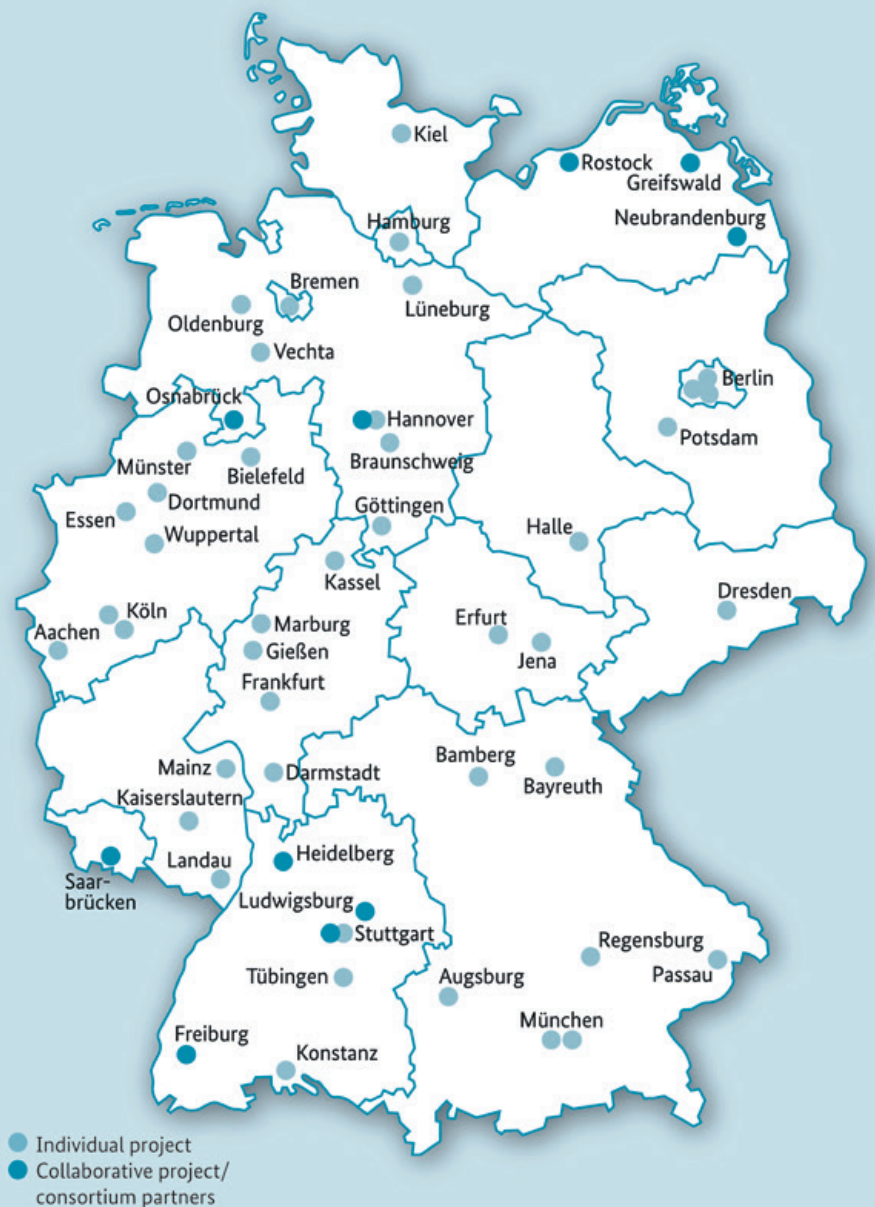 Kiel
Rostock
Greifswald
Neubrandenburg
Hamburg
Bremen
Lüneburg
Oldenburg
Vechta
Berlin
Osnabrück
Hannover
Potsdam
Münster
Bielefeld
Braunschweig
Dortmund
Essen
Göttingen
Wuppertal
Halle
Kassel
Dresden
Köln
Marburg
Erfurt
Aachen
Gießen
Jena
Frankfurt
Bamberg
Mainz
Darmstadt
Bayreuth
Kaiserslautern
Heidelberg
Landau
Saar-
brücken
Ludwigsburg
Stuttgart
Regensburg
Tübingen
Augsburg
Passau
München
Freiburg
Konstanz
Individual project
Collaborative project/
consortium partners